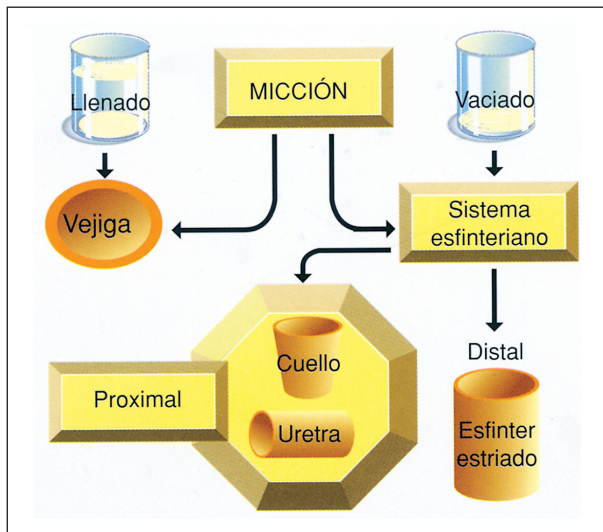 Llenado
MICCIÓN
Vaciado
Vejiga
Sistema
esfinteriano
Cuello
Distal
Proximal
Uretra
Esfinter
estriado